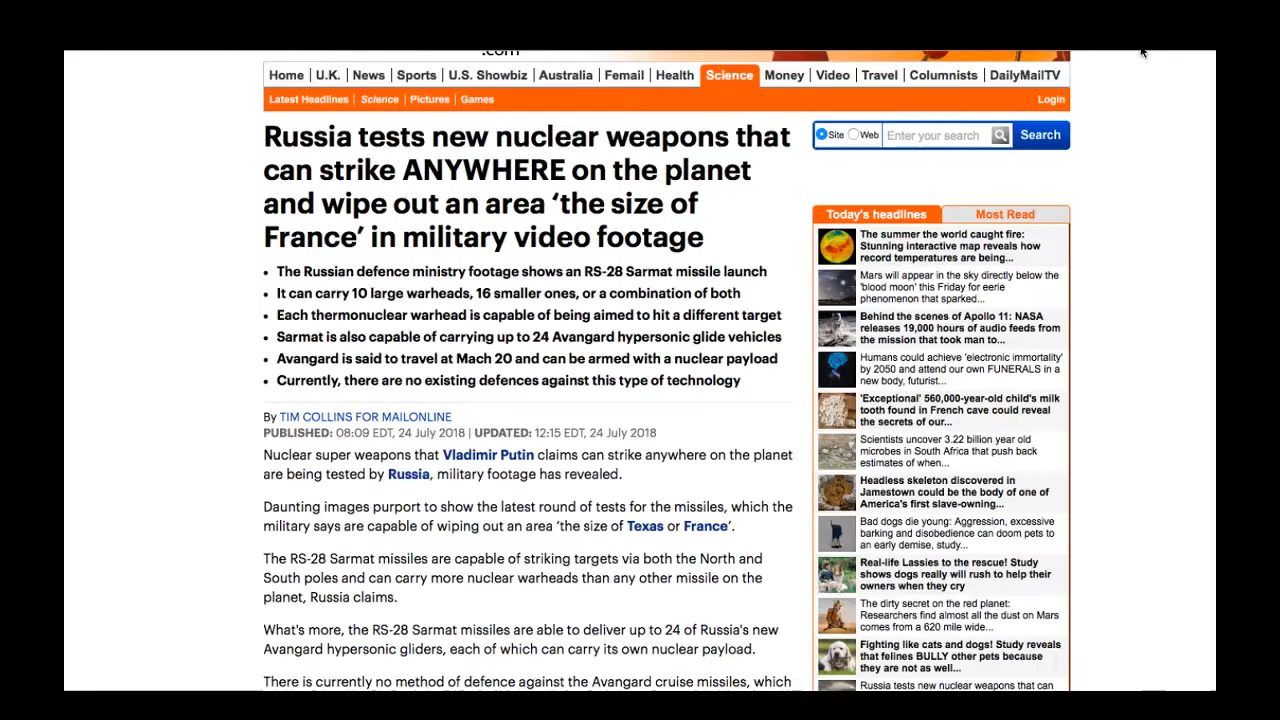 .com
Home U.K. News Sports U.S. Showbiz Australia Femail Health Science Money Video Travel Columnists DailyMailTV
Latest Headlines Science Pictures Games Login
Russia tests new nuclear weapons that
can strike ANYWHERE on the planet
and wipe out an area ‘the size of
France’ in military video footage
• The Russian defence ministry footage shows an RS-28 Sarmat missile launch
• It can carry 10 large warheads, 16 smaller ones, or a combination of both
• Each thermonuclear warhead is capable of being aimed to hit a different target
• Sarmat is also capable of carrying up to 24 Avangard hypersonic glide vehicles
• Avangard is said to travel at Mach 20 and can be armed with a nuclear payload
• Currently, there are no existing defences against this type of technology
By TIM COLLINS FOR MAILONLINE
PUBLISHED: 08:09 EDT, 24 July 2018 | UPDATED: 12:15 EDT, 24 July 2018
Nuclear super weapons that Vladimir Putin claims can strike anywhere on the planet
are being tested by Russia, military footage has revealed.
Daunting images purport to show the latest round of tests for the missiles, which the
military says are capable of wiping out an area ‘the size of Texas or France’.
The RS-28 Sarmat missiles are capable of striking targets via both the North and
South poles and can carry more nuclear warheads than any other missile on the
planet, Russia claims.
What's more, the RS-28 Sarmat missiles are able to deliver up to 24 of Russia's new
Avangard hypersonic gliders, each of which can carry its own nuclear payload.
There is currently no method of defence against the Avangard cruise missiles, which
Site Web Enter your search Search
Today's headlines Most Read
The summer the world caught fire:
Stunning interactive map reveals how
record temperatures are being...
Mars will appear in the sky directly below the
'blood moon' this Friday for eerie
phenomenon that sparked...
Behind the scenes of Apollo 11: NASA
releases 19,000 hours of audio feeds from
the mission that took man to...
Humans could achieve 'electronic immortality'
by 2050 and attend our own FUNERALS in a
new body, futurist...
'Exceptional' 560,000-year-old child's milk
tooth found in French cave could reveal
the secrets of our...
Scientists uncover 3.22 billion year old
microbes in South Africa that push back
estimates of when...
Headless skeleton discovered in
Jamestown could be the body of one of
America's first slave-owning...
Bad dogs die young: Aggression, excessive
barking and disobedience can doom pets to
an early demise, study...
Real-life Lassies to the rescue! Study
shows dogs really will rush to help their
owners when they cry
The dirty secret on the red planet:
Researchers find almost all the dust on Mars
comes from a 620 mile wide...
Fighting like cats and dogs! Study reveals
that felines BULLY other pets because
they are not as well...
Russia tests new nuclear weapons that can